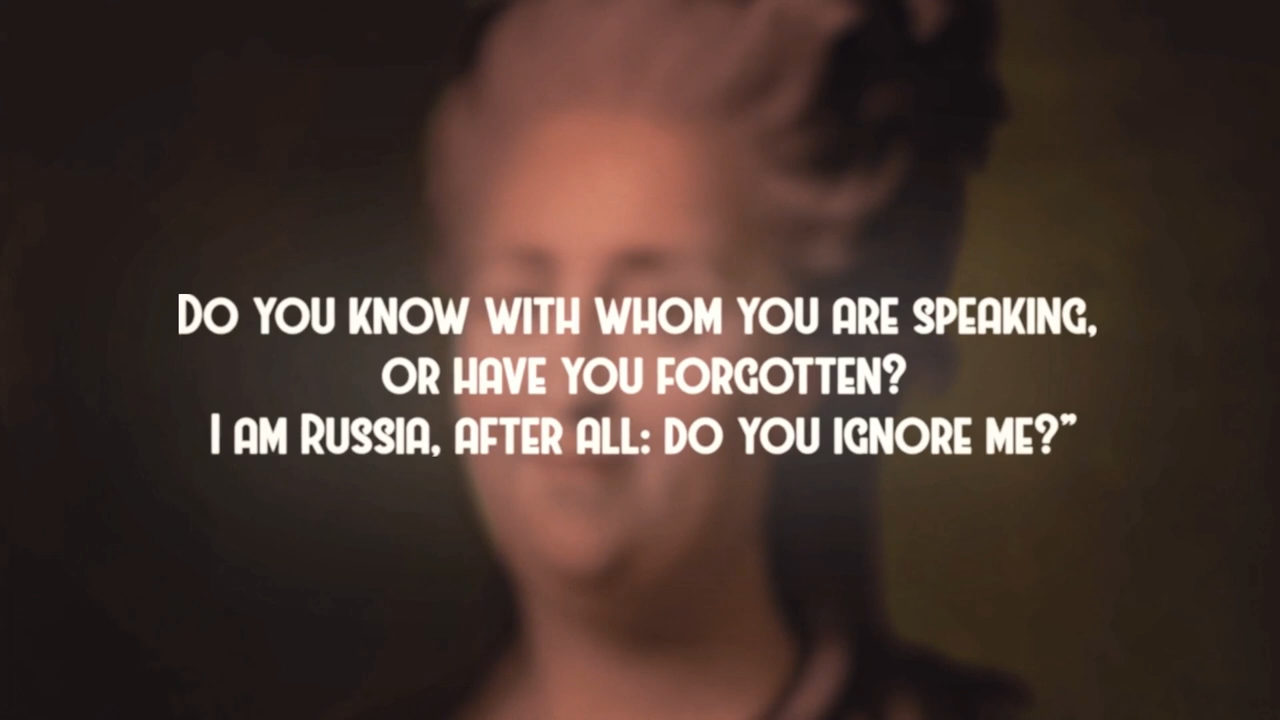 Do you know with whom you are speaking,
or have you forgotten?
I am Russia, after all: do you ignore me?”